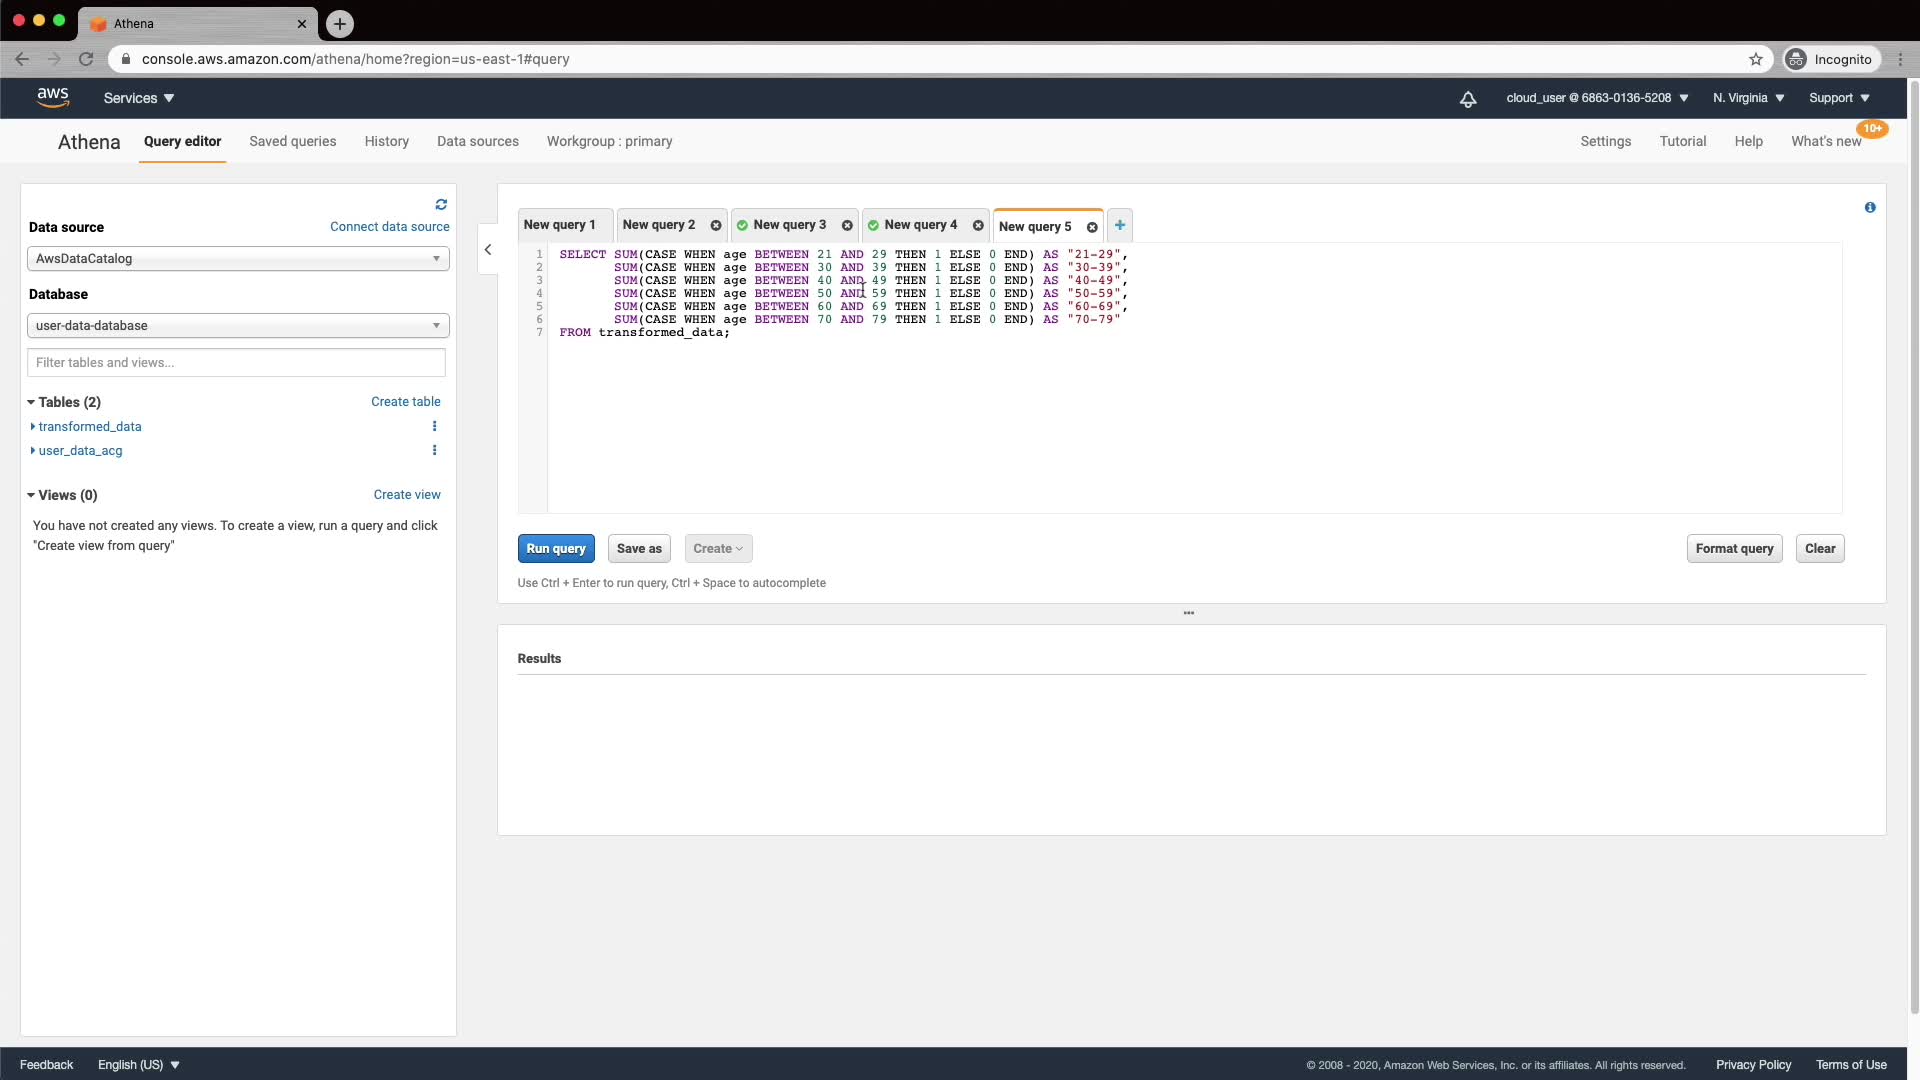 Athena
console.aws.amazon.com/athena/home?region=us-east-1#query
Incognito
aws
Services
cloud_user @ 6863-0136-5208
N. Virginia
Support
Athena
Query editor
Saved queries
History
Data sources
Workgroup : primary
Settings
Tutorial
Help
What's new
10+
Data source
Connect data source
AwsDataCatalog
Database
user-data-database
Filter tables and views...
Tables (2)
Create table
transformed_data
user_data_acg
Views (0)
Create view
You have not created any views. To create a view, run a query and click
"Create view from query"
New query 1
New query 2
New query 3
New query 4
New query 5
1 SELECT SUM(CASE WHEN age BETWEEN 21 AND 29 THEN 1 ELSE 0 END) AS "21-29",
2 SUM(CASE WHEN age BETWEEN 30 AND 39 THEN 1 ELSE 0 END) AS "30-39",
3 SUM(CASE WHEN age BETWEEN 40 AND 49 THEN 1 ELSE 0 END) AS "40-49",
4 SUM(CASE WHEN age BETWEEN 50 AND 59 THEN 1 ELSE 0 END) AS "50-59",
5 SUM(CASE WHEN age BETWEEN 60 AND 69 THEN 1 ELSE 0 END) AS "60-69",
6 SUM(CASE WHEN age BETWEEN 70 AND 79 THEN 1 ELSE 0 END) AS "70-79"
7 FROM transformed_data;
Run query
Save as
Create
Format query
Clear
Use Ctrl + Enter to run query, Ctrl + Space to autocomplete
Results
Feedback
English (US)
© 2008 - 2020, Amazon Web Services, Inc. or its affiliates. All rights reserved.
Privacy Policy
Terms of Use